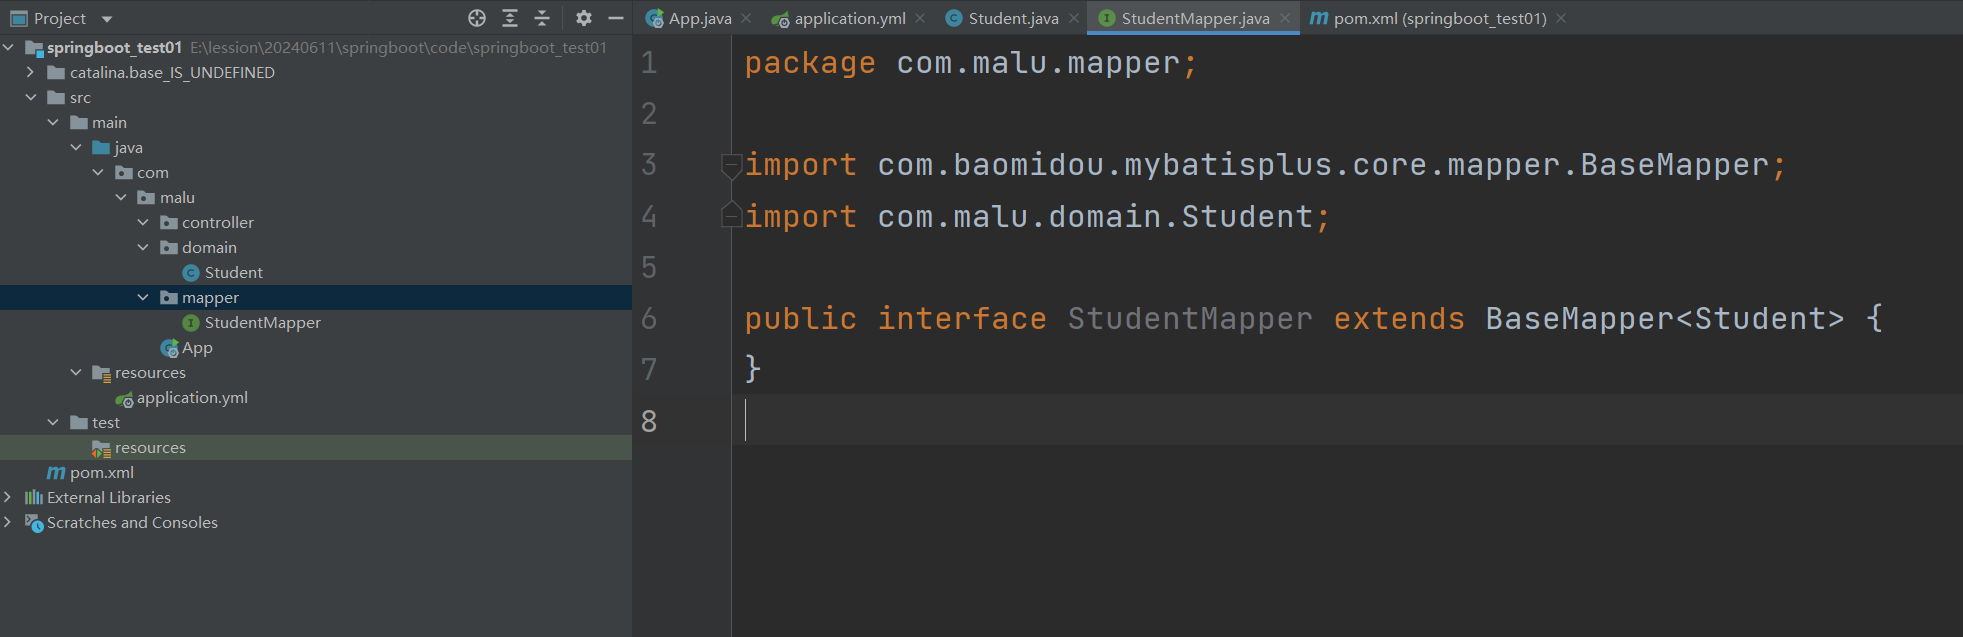 Project
App.java
application.yml
Student.java
StudentMapper.java
pom.xml (springboot_test01)
springboot_test01 E:\lession\20240611\springboot\code\springboot_test01
catalina.base_IS_UNDEFINED
src
main
java
com
malu
controller
domain
Student
mapper
StudentMapper
App
resources
application.yml
test
resources
pom.xml
External Libraries
Scratches and Consoles
1 package com.malu.mapper;
2
3 import com.baomidou.mybatisplus.core.mapper.BaseMapper;
4 import com.malu.domain.Student;
5
6 public interface StudentMapper extends BaseMapper<Student> {
7 }
8